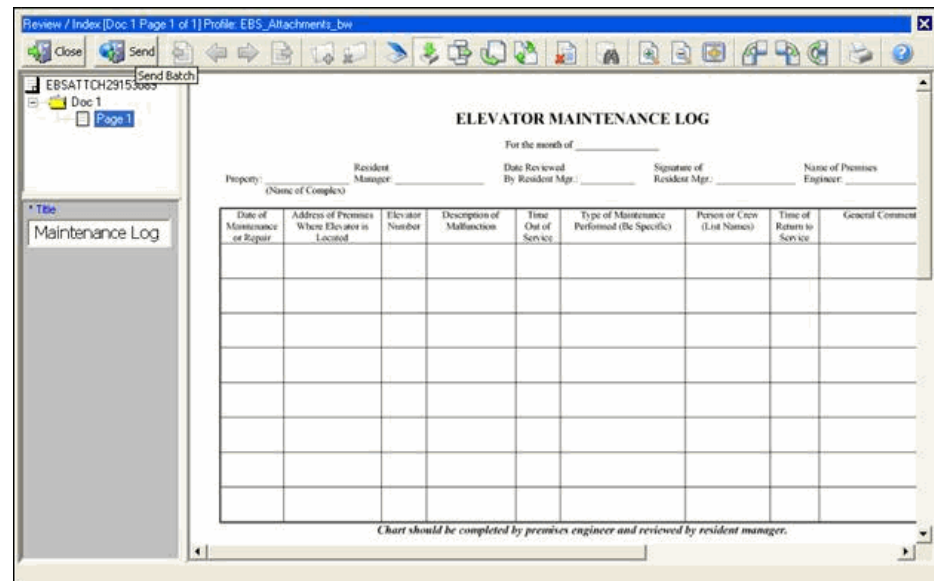 Review / Index [Doc 1 Page 1 of 1] Profile: EBS_Attachments_bw
Close Send
Send Batch
EBSATTCH29153083
Doc 1
Page 1
* Title
Maintenance Log
ELEVATOR MAINTENANCE LOG
For the month of
Resident Date Reviewed Signature of Name of Premises
Property: Manager: By Resident Mgr.: Resident Mgr.: Engineer:
(Name of Complex)
Date of Address of Premises Elevator Description of Time Type of Maintenance Person or Crew Time of General Comment
Maintenance Where Elevator is Number Malfunction Out of Performed (Be Specific) (List Names) Return to
or Repair Located Service Service
Chart should be completed by premises engineer and reviewed by resident manager.